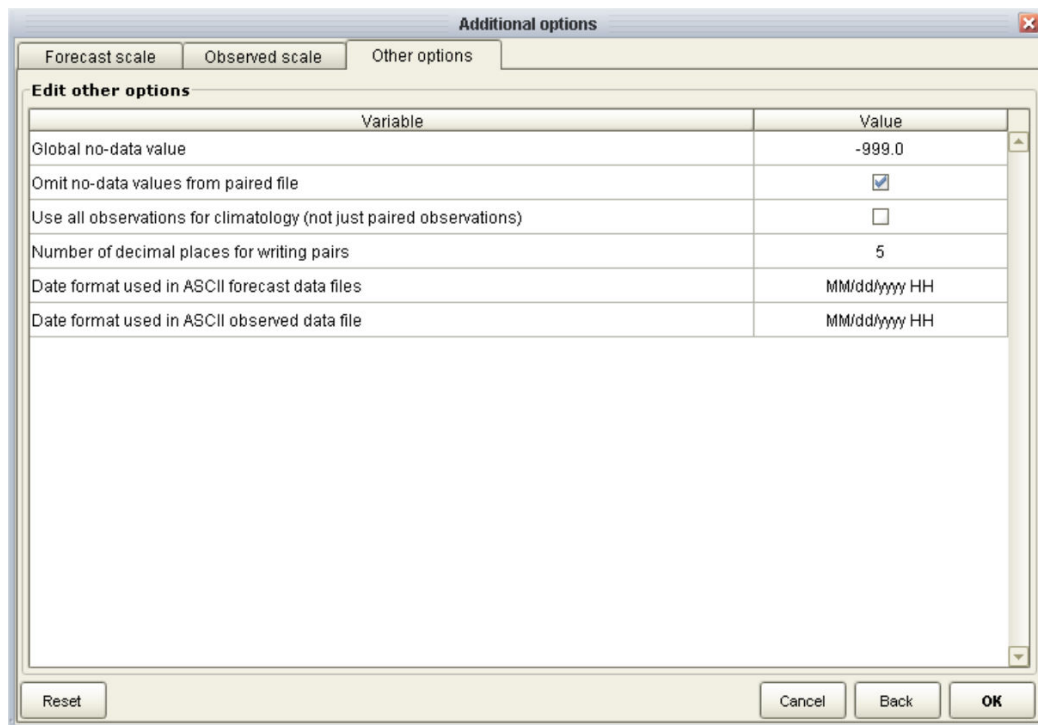 Additional options
Forecast scale Observed scale Other options
Edit other options
Variable Value
Global no-data value -999.0
Omit no-data values from paired file
Use all observations for climatology (not just paired observations)
Number of decimal places for writing pairs 5
Date format used in ASCII forecast data files MM/dd/yyyy HH
Date format used in ASCII observed data file MM/dd/yyyy HH
Reset Cancel Back OK